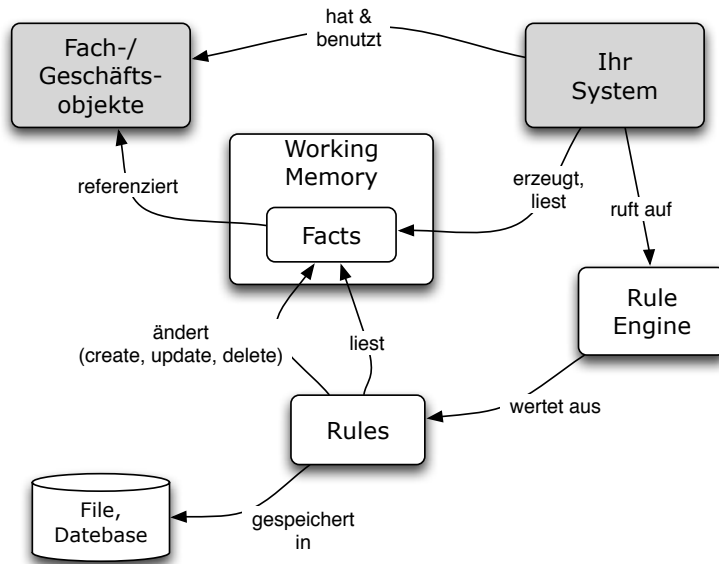 hat &
benutzt
Fach-/
Geschäfts-
objekte
Ihr
System
Working
Memory
referenziert
erzeugt,
liest
ruft auf
Facts
Rule
Engine
ändert
(create, update, delete)
liest
wertet aus
Rules
File,
Datebase
gespeichert
in